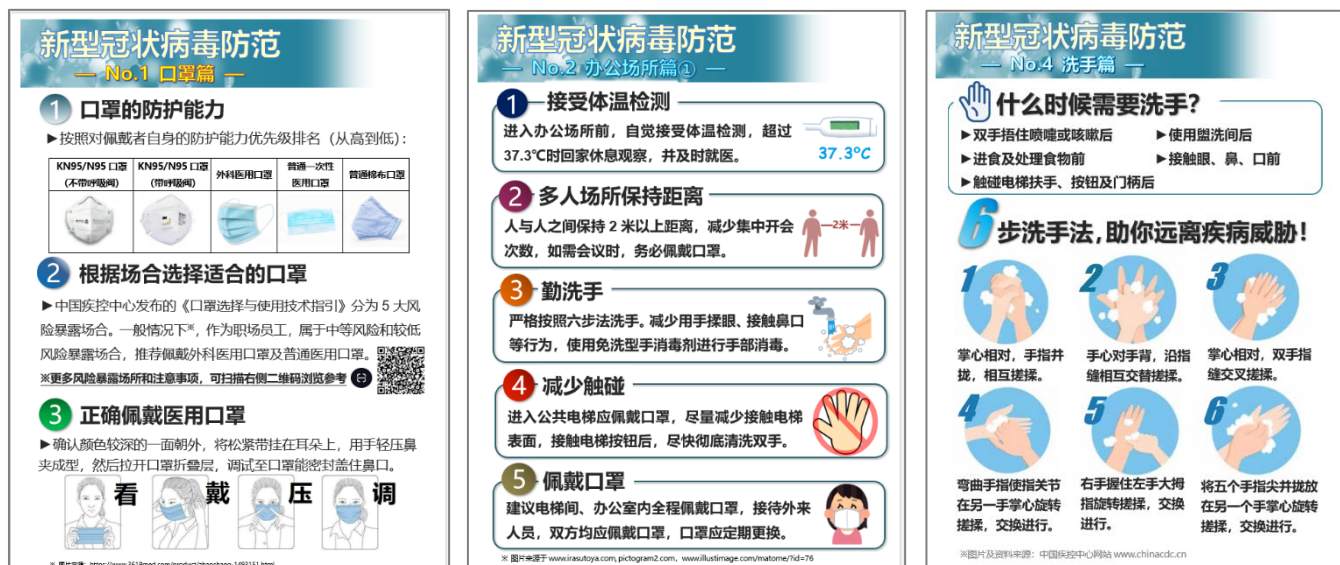 新型冠状病毒防范
— No.1 口罩篇 —
1 口罩的防护能力
▶按照对佩戴者自身的防护能力优先级排名（从高到低）：
KN95/N95 口罩
(不带呼吸阀)
KN95/N95 口罩
(带呼吸阀)
外科医用口罩
普通一次性
医用口罩
普通棉布口罩
2 根据场合选择适合的口罩
▶中国疾控中心发布的《口罩选择与使用技术指引》分为 5 大风
险暴露场合。一般情况下※，作为职场员工，属于中等风险和较低
风险暴露场合，推荐佩戴外科医用口罩及普通医用口罩。
※更多风险暴露场所和注意事项，可扫描右侧二维码浏览参考
3 正确佩戴医用口罩
▶确认颜色较深的一面朝外，将松紧带挂在耳朵上，用手轻压鼻
夹成型，然后拉开口罩折叠层，调试至口罩能密封盖住鼻口。
看 戴 压 调
新型冠状病毒防范
— No.2 办公场所篇① —
1 接受体温检测
进入办公场所前，自觉接受体温检测，超过
37.3℃时回家休息观察，并及时就医。
37.3℃
2 多人场所保持距离
人与人之间保持 2 米以上距离，减少集中开会
次数，如需会议时，务必佩戴口罩。
2米
3 勤洗手
严格按照六步法洗手。减少用手揉眼、接触鼻口
等行为，使用免洗型手消毒剂进行手部消毒。
4 减少触碰
进入公共电梯应佩戴口罩，尽量减少接触电梯
表面，接触电梯按钮后，尽快彻底清洗双手。
5 佩戴口罩
建议电梯间、办公室内全程佩戴口罩，接待外来
人员，双方均应佩戴口罩，口罩应定期更换。
※ 图片来源于 www.irasutoya.com, pictogram2.com，www.illustimage.com/matome/?id=76
新型冠状病毒防范
— No.4 洗手篇 —
什么时候需要洗手？
▶双手捂住喷嚏或咳嗽后
▶使用盥洗间后
▶进食及处理食物前
▶接触眼、鼻、口前
▶触碰电梯扶手、按钮及门柄后
6步洗手法，助你远离疾病威胁！
1
掌心相对，手指并
拢，相互搓揉。
2
手心对手背，沿指
缝相互交替搓揉。
3
掌心相对，双手指
缝交叉搓揉。
4
弯曲手指使指关节
在另一手掌心旋转
搓揉，交换进行。
5
右手握住左手大拇
指旋转搓揉，交换
进行。
6
将五个手指尖并拢放
在另一个手掌心旋转
搓揉，交换进行。
※图片及资料来源：中国疾控中心网站 www.chinacdc.cn